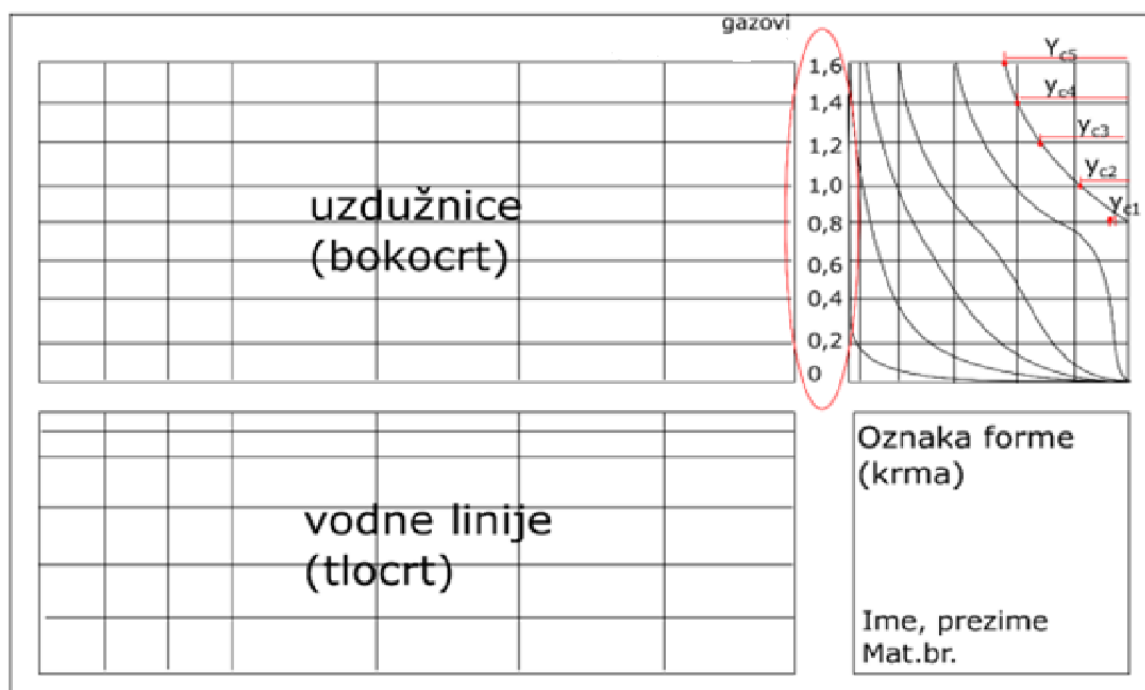 gazovi
1,6
1,4
1,2
1,0
0,8
0,6
0,4
0,2
0
Yc5
yc4
yc3
yc2
yc1
uzdužnice
(bokocrt)
vodne linije
(tlocrt)
Oznaka forme
(krma)
Ime, prezime
Mat.br.